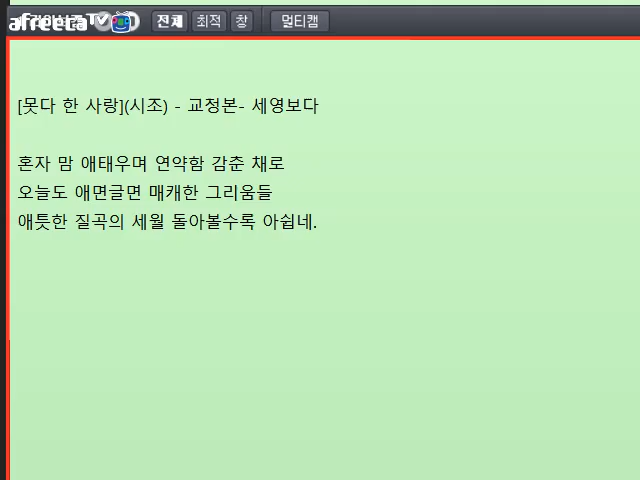 afreeca TV 전체 최적 창 멀티캠
[못다 한 사랑](시조) - 교정본- 세영보다
혼자 맘 애태우며 연약함 감춘 채로
오늘도 애면글면 매캐한 그리움들
애틋한 질곡의 세월 돌아볼수록 아쉽네.